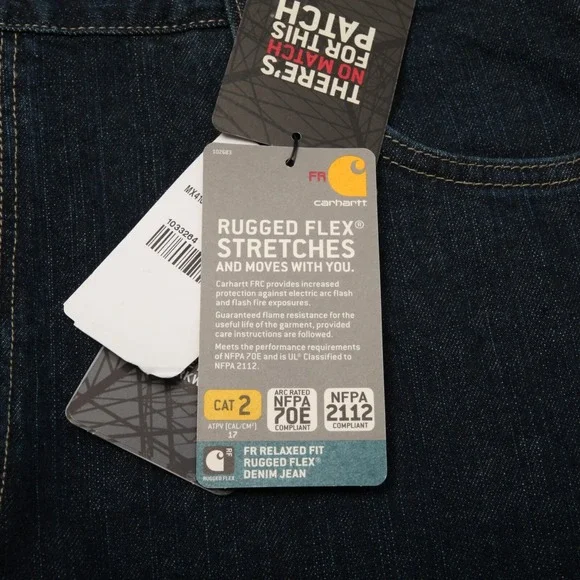 THERE'S
NO MATCH
FOR THIS
PATCH
102683
FR
carhartt
RUGGED FLEX®
STRETCHES
AND MOVES WITH YOU.
Carhartt FRC provides increased
protection against electric arc flash
and flash fire exposures.
Guaranteed flame resistance for the
useful life of the garment, provided
care instructions are followed.
Meets the performance requirements
of NFPA 70E and is UL® Classified to
NFPA 2112.
CAT 2
ATPV [CAL/CM²]
17
ARC RATED
NFPA
70E
COMPLIANT
NFPA
2112
COMPLIANT
RF
RUGGED FLEX
FR RELAXED FIT
RUGGED FLEX®
DENIM JEAN
1033264